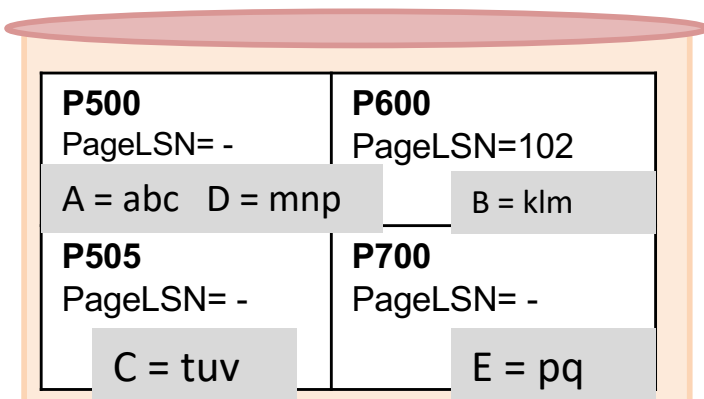 P500
PageLSN= -
A = abc D = mnp
P600
PageLSN=102
B = klm
P505
PageLSN= -
C = tuv
P700
PageLSN= -
E = pq